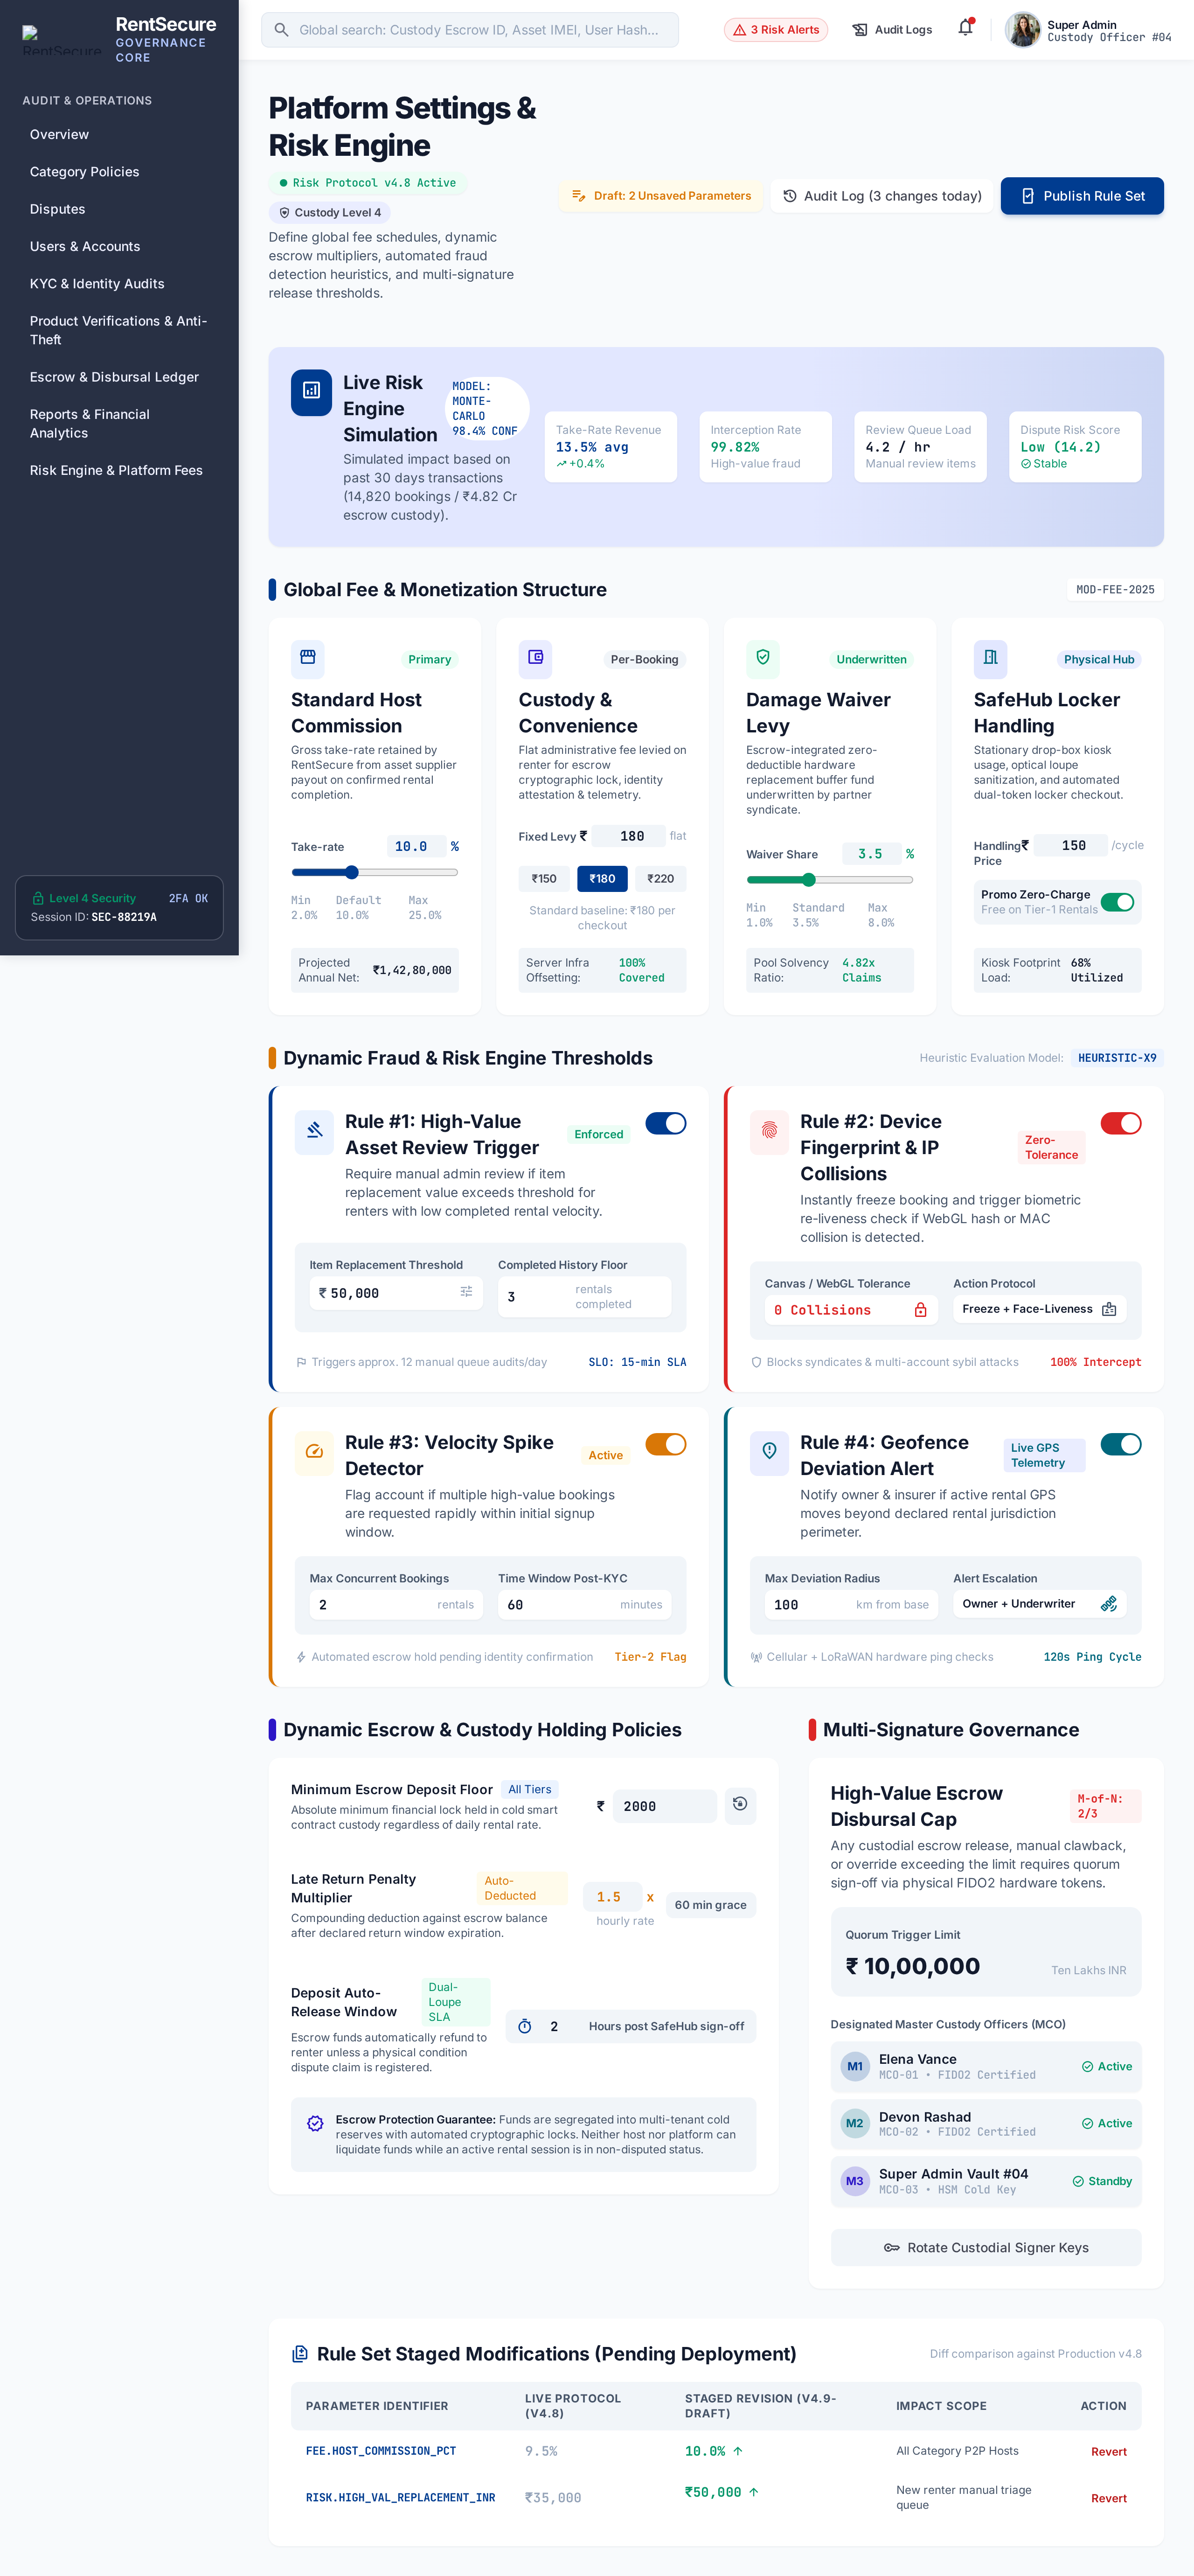 RentSecure
RentSecure
GOVERNANCE
CORE
AUDIT & OPERATIONS
Overview
Category Policies
Disputes
Users & Accounts
KYC & Identity Audits
Product Verifications & Anti-
Theft
Escrow & Disbursal Ledger
Reports & Financial
Analytics
Risk Engine & Platform Fees
Level 4 Security 2FA OK
Session ID: SEC-88219A
Global search: Custody Escrow ID, Asset IMEI, User Hash...
3 Risk Alerts
Audit Logs
Super Admin
Custody Officer #04
Platform Settings &
Risk Engine
Risk Protocol v4.8 Active
Custody Level 4
Define global fee schedules, dynamic
escrow multipliers, automated fraud
detection heuristics, and multi-signature
release thresholds.
Draft: 2 Unsaved Parameters
Audit Log (3 changes today)
Publish Rule Set
Live Risk
Engine
Simulation
MODEL:
MONTE-
CARLO
98.4% CONF
Simulated impact based on
past 30 days transactions
(14,820 bookings / ₹4.82 Cr
escrow custody).
Take-Rate Revenue
13.5% avg
+0.4%
Interception Rate
99.82%
High-value fraud
Review Queue Load
4.2 / hr
Manual review items
Dispute Risk Score
Low (14.2)
Stable
Global Fee & Monetization Structure
MOD-FEE-2025
Primary
Standard Host
Commission
Gross take-rate retained by
RentSecure from asset supplier
payout on confirmed rental
completion.
Take-rate 10.0 %
Min
2.0%
Default
10.0%
Max
25.0%
Projected
Annual Net:
₹1,42,80,000
Per-Booking
Custody &
Convenience
Flat administrative fee levied on
renter for escrow
cryptographic lock, identity
attestation & telemetry.
Fixed Levy ₹ 180 flat
₹150 ₹180 ₹220
Standard baseline: ₹180 per
checkout
Server Infra
Offsetting:
100%
Covered
Underwritten
Damage Waiver
Levy
Escrow-integrated zero-
deductible hardware
replacement buffer fund
underwritten by partner
syndicate.
Waiver Share 3.5 %
Min
1.0%
Standard
3.5%
Max
8.0%
Pool Solvency
Ratio:
4.82x
Claims
Physical Hub
SafeHub Locker
Handling
Stationary drop-box kiosk
usage, optical loupe
sanitization, and automated
dual-token locker checkout.
Handling
Price
₹ 150 /cycle
Promo Zero-Charge
Free on Tier-1 Rentals
Kiosk Footprint
Load:
68%
Utilized
Dynamic Fraud & Risk Engine Thresholds
Heuristic Evaluation Model: HEURISTIC-X9
Rule #1: High-Value
Asset Review Trigger
Enforced
Require manual admin review if item
replacement value exceeds threshold for
renters with low completed rental velocity.
Item Replacement Threshold
₹ 50,000
Completed History Floor
3 rentals
completed
Triggers approx. 12 manual queue audits/day
SLO: 15-min SLA
Rule #2: Device
Fingerprint & IP
Collisions
Zero-
Tolerance
Instantly freeze booking and trigger biometric
re-liveness check if WebGL hash or MAC
collision is detected.
Canvas / WebGL Tolerance
0 Collisions
Action Protocol
Freeze + Face-Liveness
Blocks syndicates & multi-account sybil attacks
100% Intercept
Rule #3: Velocity Spike
Detector
Active
Flag account if multiple high-value bookings
are requested rapidly within initial signup
window.
Max Concurrent Bookings
2 rentals
Time Window Post-KYC
60 minutes
Automated escrow hold pending identity confirmation
Tier-2 Flag
Rule #4: Geofence
Deviation Alert
Live GPS
Telemetry
Notify owner & insurer if active rental GPS
moves beyond declared rental jurisdiction
perimeter.
Max Deviation Radius
100 km from base
Alert Escalation
Owner + Underwriter
Cellular + LoRaWAN hardware ping checks
120s Ping Cycle
Dynamic Escrow & Custody Holding Policies
Minimum Escrow Deposit Floor All Tiers
Absolute minimum financial lock held in cold smart
contract custody regardless of daily rental rate.
₹ 2000
Late Return Penalty
Multiplier
Auto-
Deducted
Compounding deduction against escrow balance
after declared return window expiration.
1.5 x
hourly rate
60 min grace
Deposit Auto-
Release Window
Dual-
Loupe
SLA
Escrow funds automatically refund to
renter unless a physical condition
dispute claim is registered.
2 Hours post SafeHub sign-off
Escrow Protection Guarantee: Funds are segregated into multi-tenant cold
reserves with automated cryptographic locks. Neither host nor platform can
liquidate funds while an active rental session is in non-disputed status.
Multi-Signature Governance
High-Value Escrow
Disbursal Cap
M-of-N:
2/3
Any custodial escrow release, manual clawback,
or override exceeding the limit requires quorum
sign-off via physical FIDO2 hardware tokens.
Quorum Trigger Limit
₹ 10,00,000 Ten Lakhs INR
Designated Master Custody Officers (MCO)
M1
Elena Vance
MCO-01 • FIDO2 Certified
Active
M2
Devon Rashad
MCO-02 • FIDO2 Certified
Active
M3
Super Admin Vault #04
MCO-03 • HSM Cold Key
Standby
Rotate Custodial Signer Keys
Rule Set Staged Modifications (Pending Deployment)
Diff comparison against Production v4.8
PARAMETER IDENTIFIER
LIVE PROTOCOL
(V4.8)
STAGED REVISION (V4.9-
DRAFT)
IMPACT SCOPE
ACTION
FEE.HOST_COMMISSION_PCT 9.5% 10.0% ↑ All Category P2P Hosts Revert
RISK.HIGH_VAL_REPLACEMENT_INR ₹35,000 ₹50,000 ↑ New renter manual triage
queue
Revert